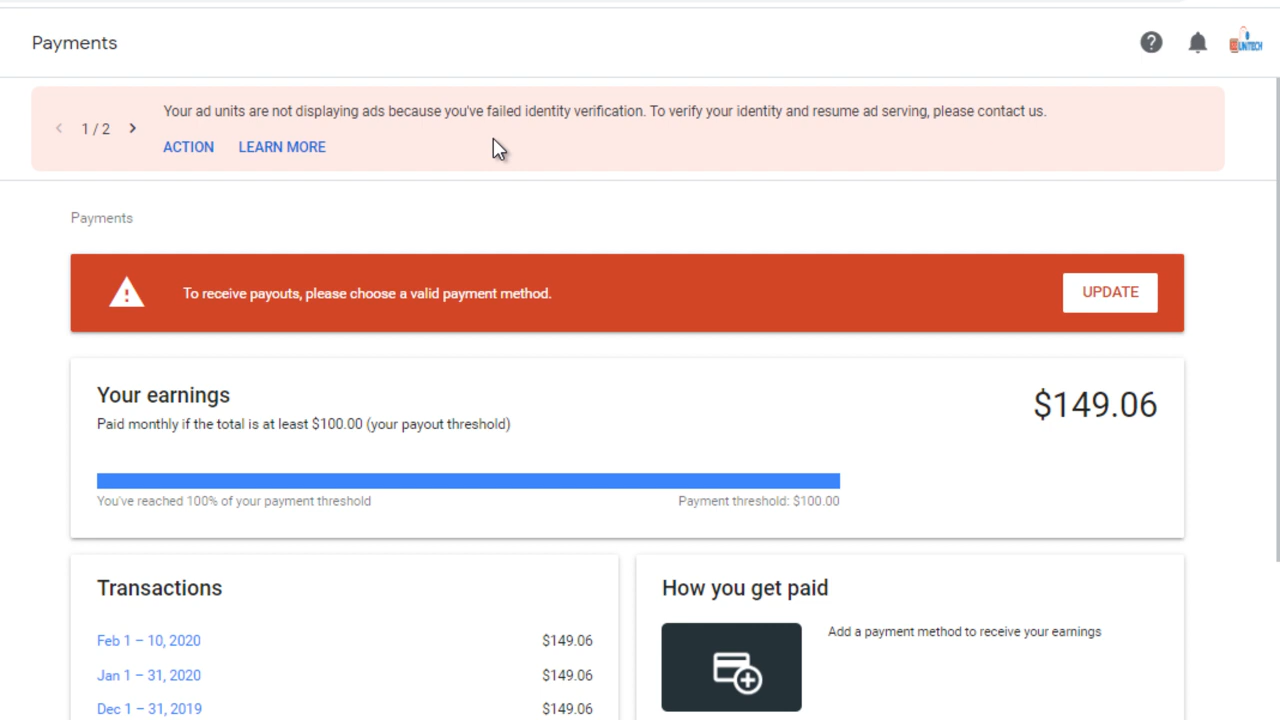 Payments
UNITECH
1 / 2
Your ad units are not displaying ads because you've failed identity verification. To verify your identity and resume ad serving, please contact us.
ACTION LEARN MORE
Payments
To receive payouts, please choose a valid payment method.
UPDATE
Your earnings
$149.06
Paid monthly if the total is at least $100.00 (your payout threshold)
You've reached 100% of your payment threshold
Payment threshold: $100.00
Transactions
Feb 1 – 10, 2020 $149.06
Jan 1 – 31, 2020 $149.06
Dec 1 – 31, 2019 $149.06
How you get paid
Add a payment method to receive your earnings